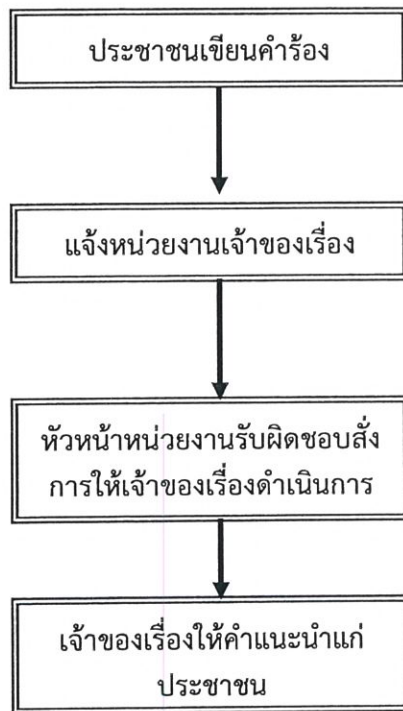 ประชาชนเขียนคำร้อง
แจ้งหน่วยงานเจ้าของเรื่อง
หัวหน้าหน่วยงานรับผิดชอบสั่ง
การให้เจ้าของเรื่องดำเนินการ
เจ้าของเรื่องให้คำแนะนำแก่
ประชาชน